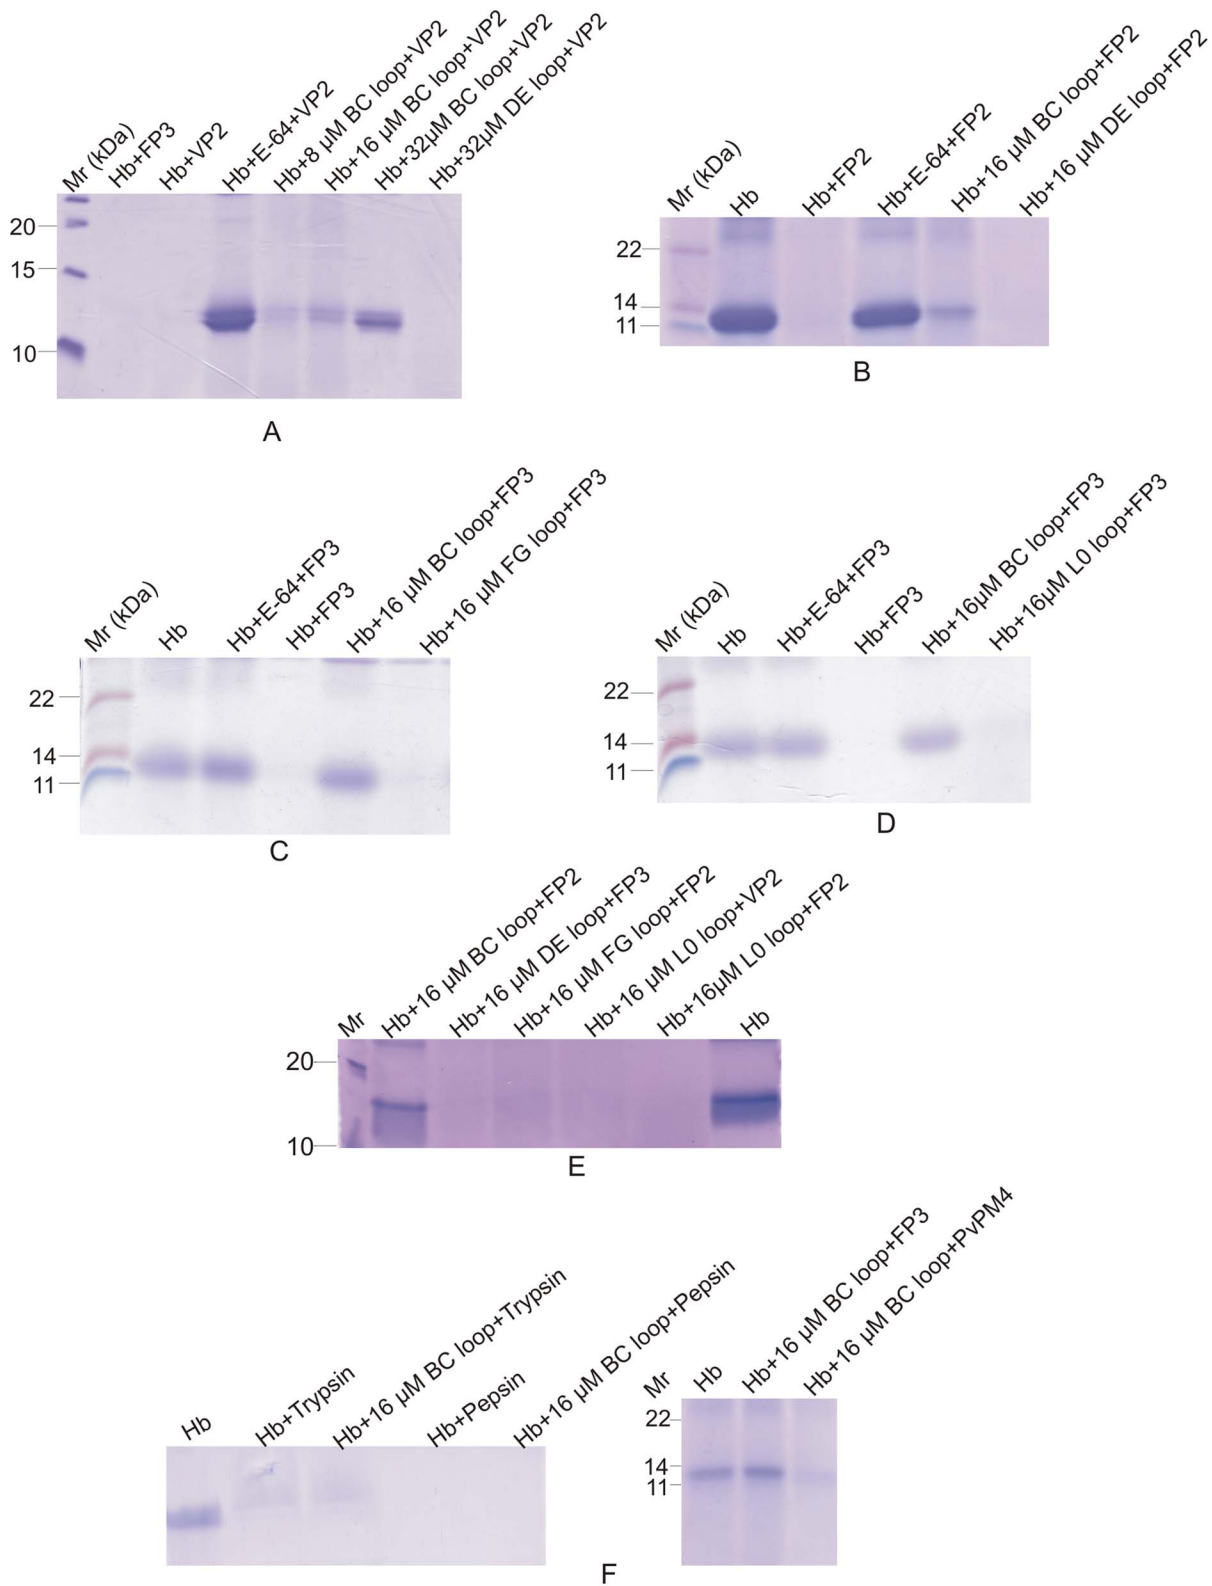 Mr (kDa)
Hb+FP3
Hb+VP2
Hb+E-64+VP2
Hb+8 µM BC loop+VP2
Hb+16 µM BC loop+VP2
Hb+32µM BC loop+VP2
Hb+32µM DE loop+VP2
20
15
10
A
Mr (kDa)
Hb
Hb+FP2
Hb+E-64+FP2
Hb+16 µM BC loop+FP2
Hb+16 µM DE loop+FP2
22
14
11
B
Mr (kDa)
Hb
Hb+E-64+FP3
Hb+FP3
Hb+16 µM BC loop+FP3
Hb+16 µM FG loop+FP3
22
14
11
C
Mr (kDa)
Hb
Hb+E-64+FP3
Hb+FP3
Hb+16µM BC loop+FP3
Hb+16µM L0 loop+FP3
22
14
11
D
Mr
Hb+16 µM BC loop+FP2
Hb+16 µM DE loop+FP3
Hb+16 µM FG loop+FP2
Hb+16 µM L0 loop+VP2
Hb+16µM L0 loop+FP2
Hb
20
10
E
Hb
Hb+Trypsin
Hb+16 µM BC loop+Trypsin
Hb+Pepsin
Hb+16 µM BC loop+Pepsin
Mr
Hb
Hb+16 µM BC loop+FP3
Hb+16 µM BC loop+PvPM4
22
14
11
F